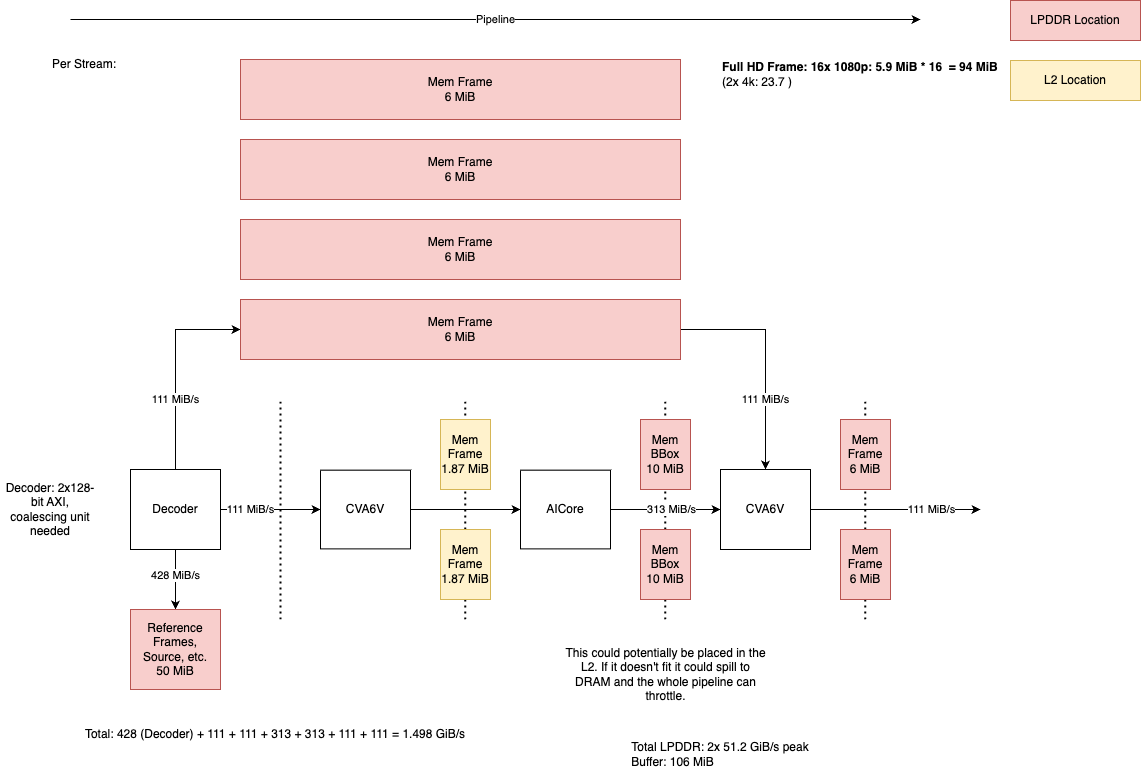 Pipeline
LPDDR Location
Per Stream:
Full HD Frame: 16x 1080p: 5.9 MiB * 16  = 94 MiB
(2x 4k: 23.7 )
L2 Location
Mem Frame
6 MiB
Mem Frame
6 MiB
Mem Frame
6 MiB
Mem Frame
6 MiB
111 MiB/s
111 MiB/s
Mem
Frame
1.87 MiB
Mem
BBox
10 MiB
Mem
Frame
6 MiB
Decoder: 2x128-
bit AXI,
coalescing unit
needed
Decoder
111 MiB/s
CVA6V
AICore
313 MiB/s
CVA6V
111 MiB/s
Mem
Frame
1.87 MiB
Mem
BBox
10 MiB
Mem
Frame
6 MiB
428 MiB/s
Reference
Frames,
Source, etc.
50 MiB
This could potentially be placed in the
L2. If it doesn't fit it could spill to
DRAM and the whole pipeline can
throttle.
Total: 428 (Decoder) + 111 + 111 + 313 + 313 + 111 + 111 = 1.498 GiB/s
Total LPDDR: 2x 51.2 GiB/s peak
Buffer: 106 MiB